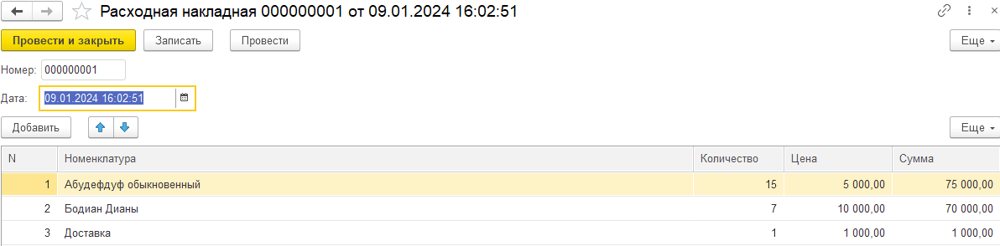 Расходная накладная 000000001 от 09.01.2024 16:02:51
Провести и закрыть Записать Провести Еще
Номер: 000000001
Дата: 09.01.2024 16:02:51
Добавить Еще
N Номенклатура Количество Цена Сумма
1 Абудефдуф обыкновенный 15 5 000,00 75 000,00
2 Бодиан Дианы 7 10 000,00 70 000,00
3 Доставка 1 1 000,00 1 000,00